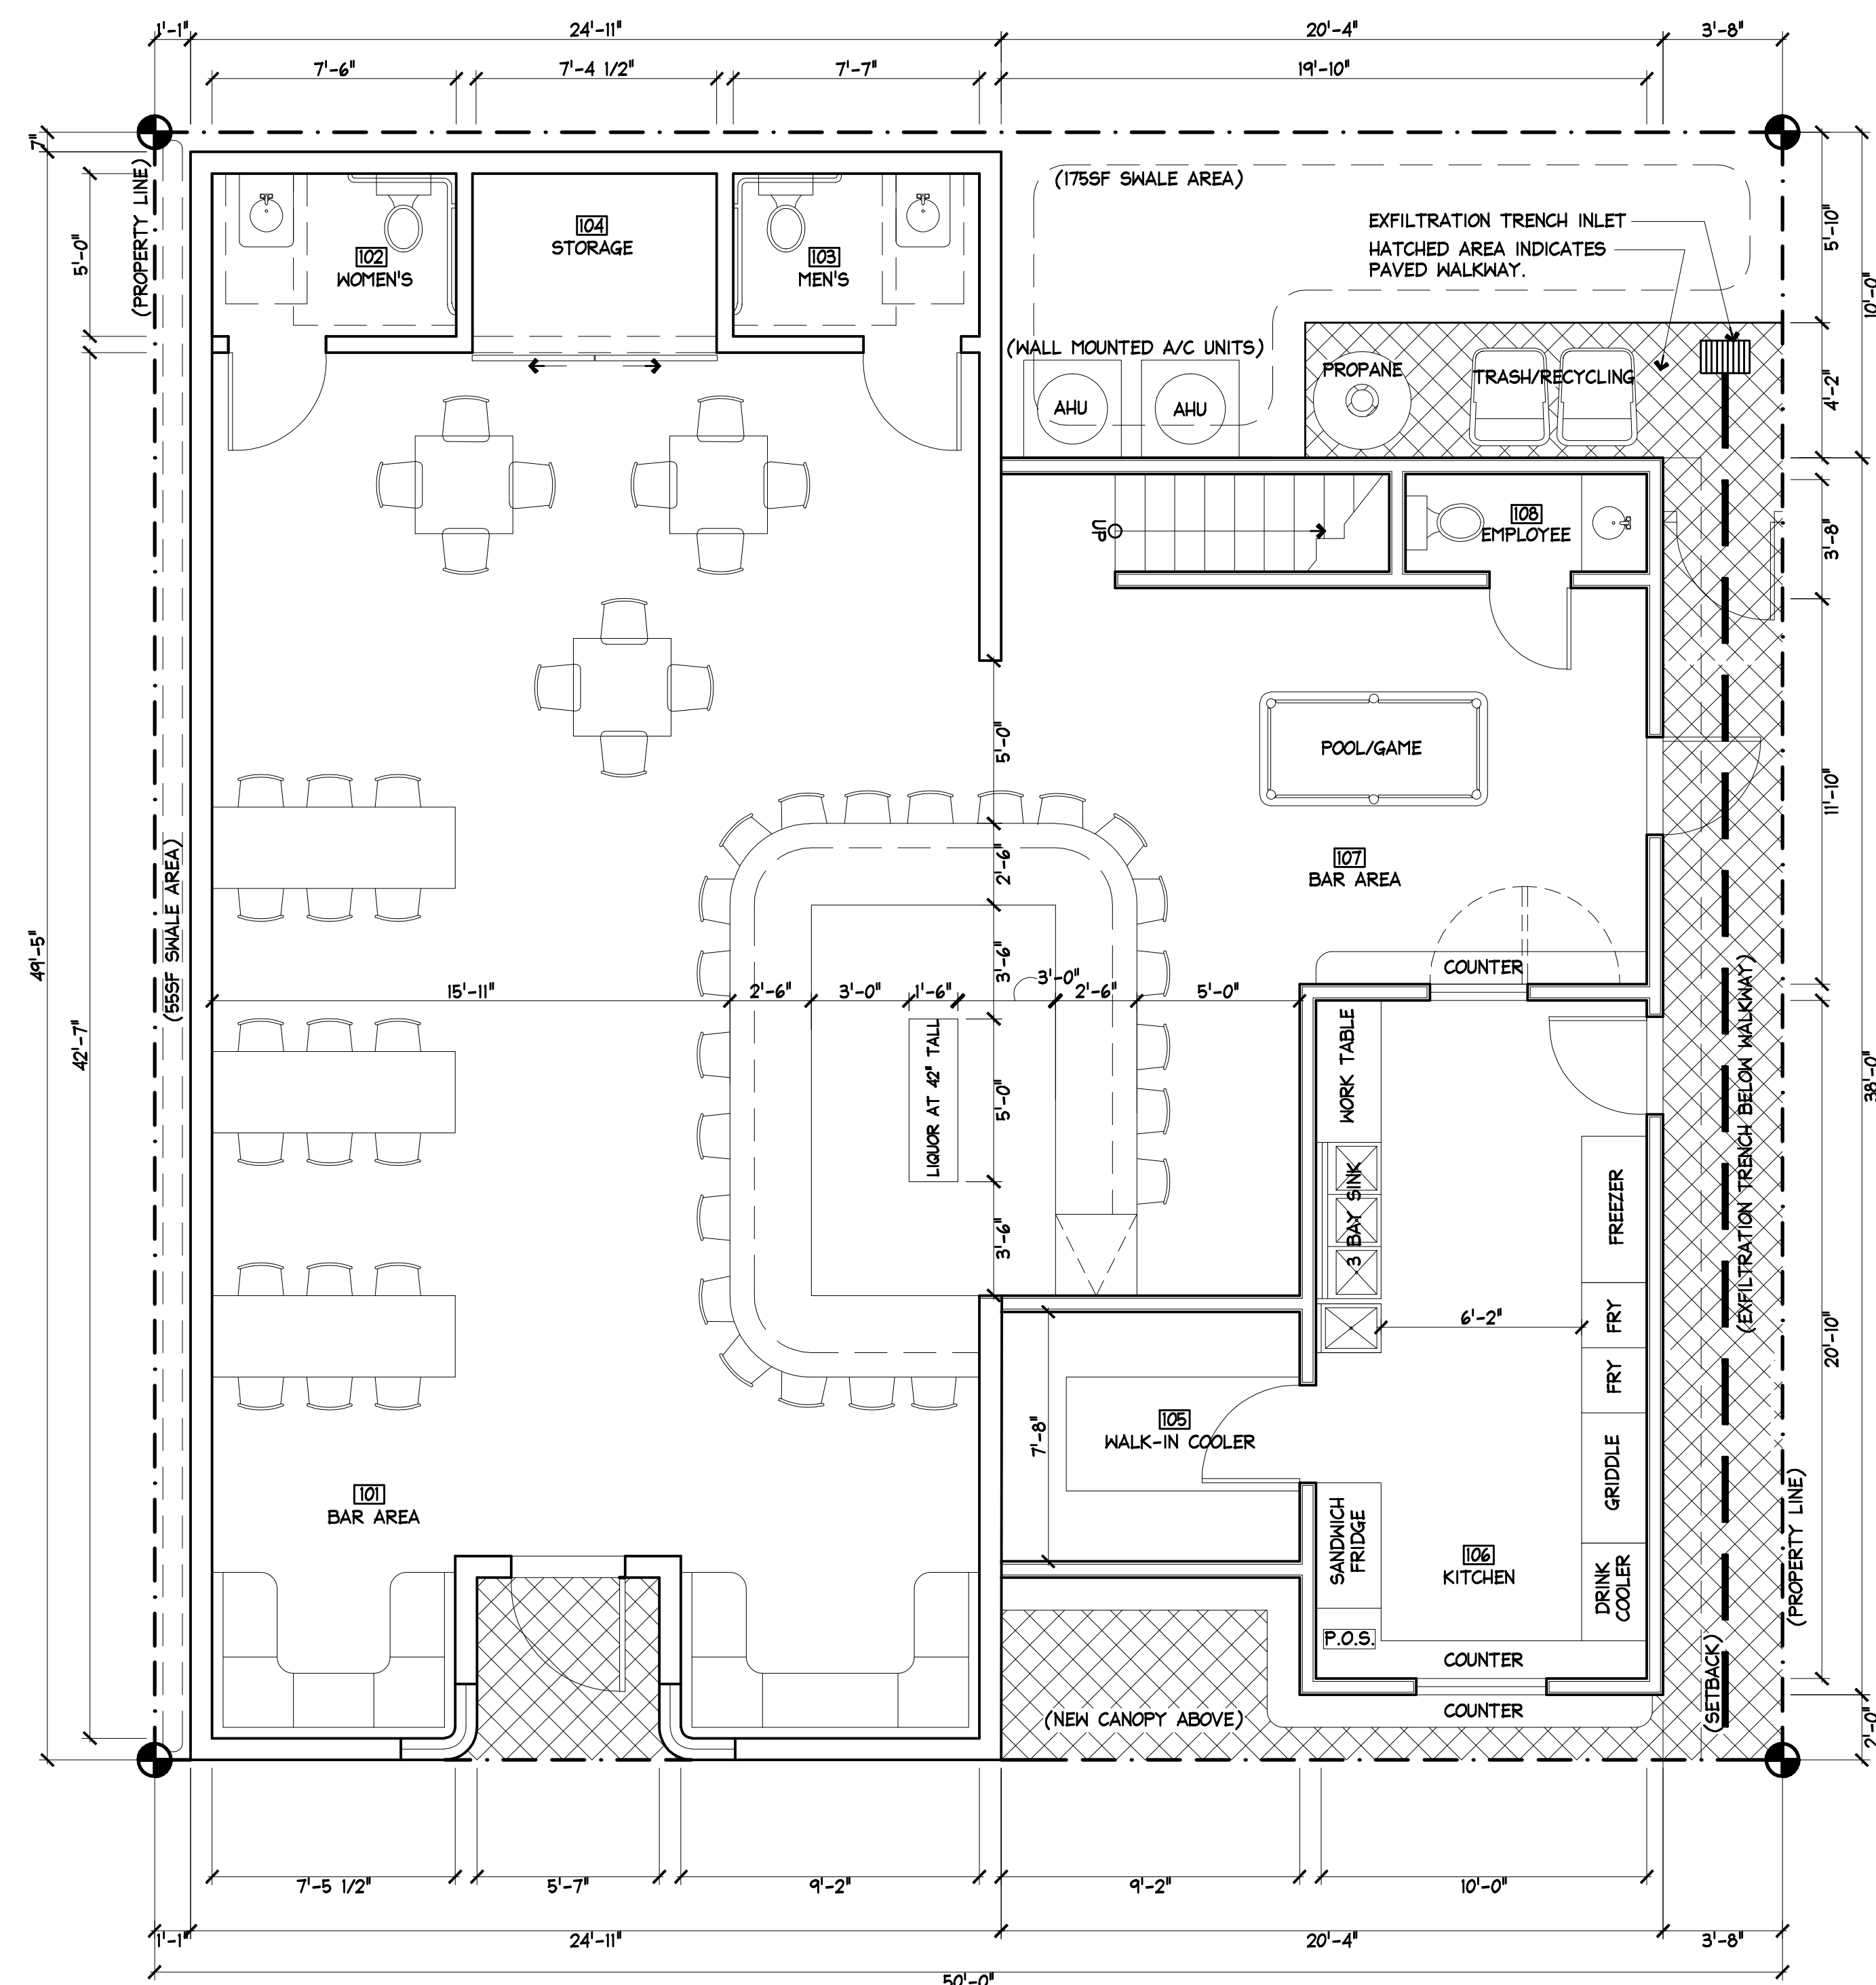 1'-1"
24'-11"
20'-4"
3'-8"
7'-6"
7'-4 1/2"
7'-7"
19'-10"
7"
5'-0"
(PROPERTY LINE)
(175SF SWALE AREA)
EXFILTRATION TRENCH INLET
HATCHED AREA INDICATES
PAVED WALKWAY.
5'-10"
10'-0"
102
WOMEN'S
104
STORAGE
103
MEN'S
(WALL MOUNTED A/C UNITS)
AHU
AHU
PROPANE
TRASH/RECYCLING
4'-2"
UP
108
EMPLOYEE
3'-8"
5'-0"
POOL/GAME
11'-10"
107
BAR AREA
2'-6"
49'-5"
42'-7"
(55SF SWALE AREA)
3'-6"
COUNTER
15'-11"
2'-6"
3'-0"
1'-6"
3'-0"
2'-6"
5'-0"
LIQUOR AT 42" TALL
5'-0"
3'-6"
WORK TABLE
3 BAY SINK
FREEZER
FRY
FRY
GRIDDLE
DRINK
COOLER
6'-2"
(EXFILTRATION TRENCH BELOW WALKWAY)
38'-0"
20'-10"
7'-8"
105
WALK-IN COOLER
101
BAR AREA
SANDWICH
FRIDGE
106
KITCHEN
P.O.S.
COUNTER
COUNTER
(NEW CANOPY ABOVE)
(SETBACK)
(PROPERTY LINE)
2'-0"
7'-5 1/2"
5'-7"
9'-2"
9'-2"
10'-0"
1'-1"
24'-11"
20'-4"
3'-8"
50'-0"